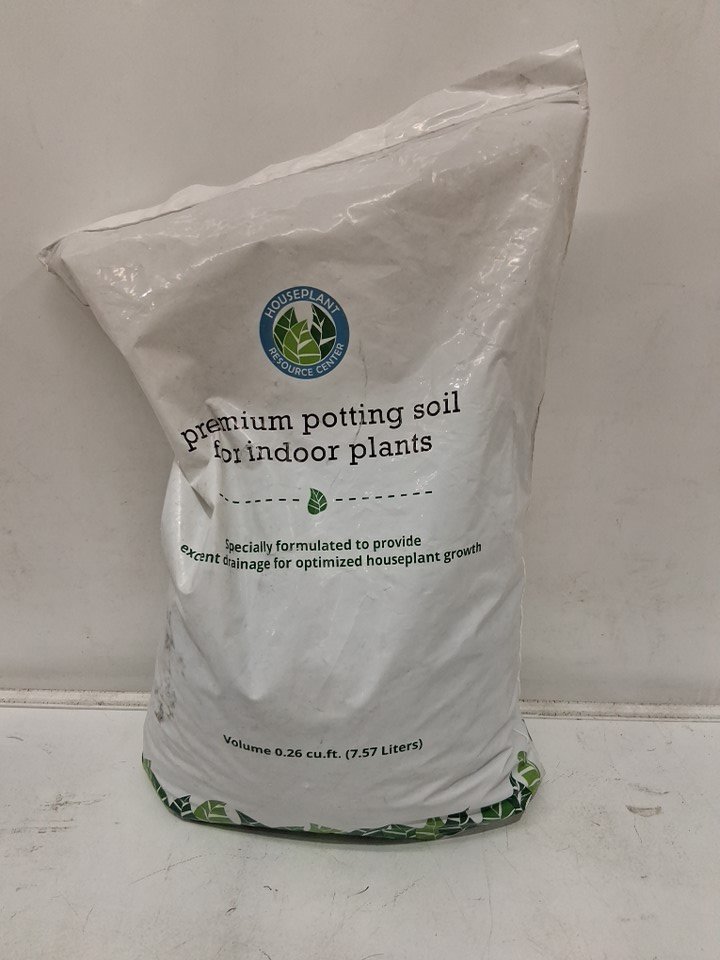 HOUSEPLANT
RESOURCE CENTER
premium potting soil
for indoor plants
Specially formulated to provide
drainage for optimized houseplant growth
Volume 0.26 cu.ft. (7.57 Liters)